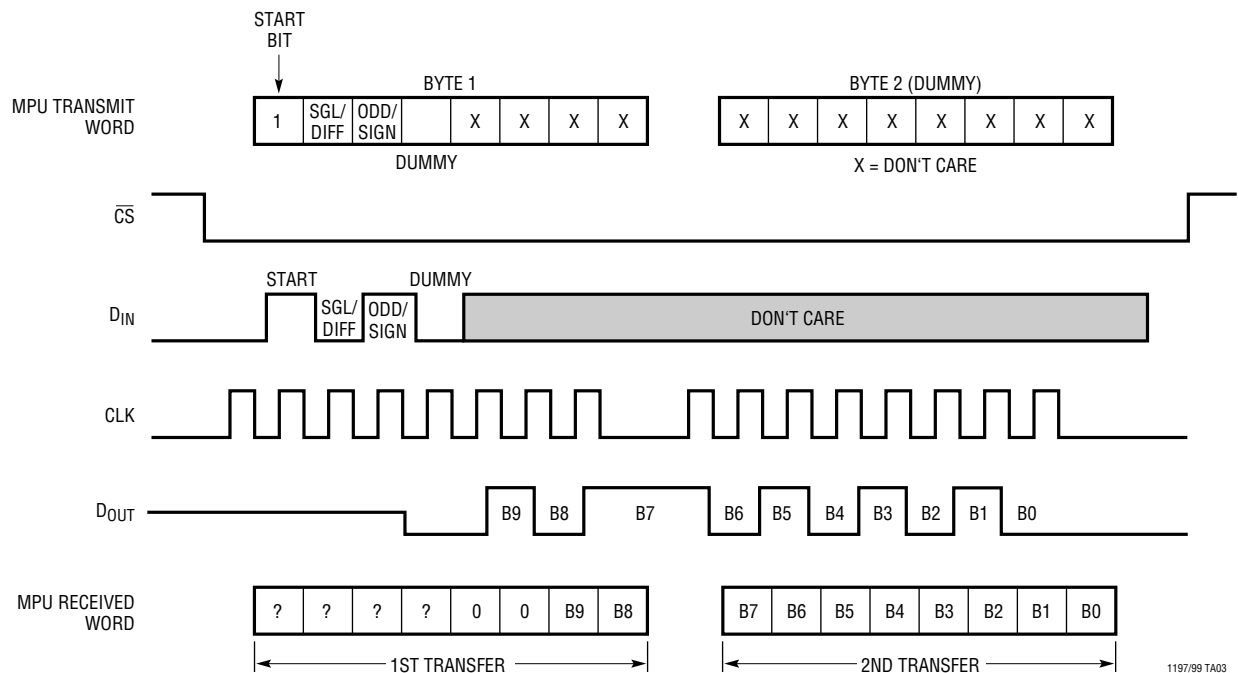 START
BIT
BYTE 1
BYTE 2 (DUMMY)
MPU TRANSMIT
WORD
1 SGL/ DIFF ODD/ SIGN X X X X
X X X X X X X X
DUMMY
X = DON'T CARE
CS
START
DUMMY
DIN
SGL/
DIFF
ODD/
SIGN
DON'T CARE
CLK
DOUT
B9 B8 B7 B6 B5 B4 B3 B2 B1 B0
MPU RECEIVED
WORD
? ? ? ? 0 0 B9 B8
B7 B6 B5 B4 B3 B2 B1 B0
1ST TRANSFER
2ND TRANSFER
1197/99 TA03